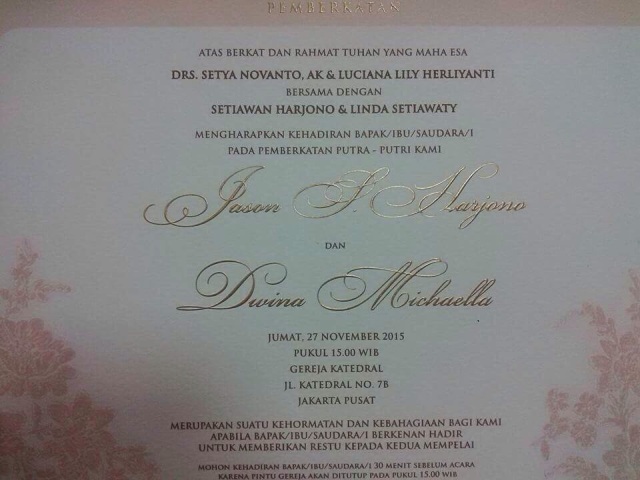 PEMBERKATAN
ATAS BERKAT DAN RAHMAT TUHAN YANG MAHA ESA
DRS. SETYA NOVANTO, AK & LUCIANA LILY HERLIYANTI
BERSAMA DENGAN
SETIAWAN HARJONO & LINDA SETIAWATY
MENGHARAPKAN KEHADIRAN BAPAK/IBU/SAUDARA/I
PADA PEMBERKATAN PUTRA - PUTRI KAMI
Jason S. Harjono
DAN
Dwina Michaella
JUMAT, 27 NOVEMBER 2015
PUKUL 15.00 WIB
GEREJA KATEDRAL
JL. KATEDRAL NO. 7B
JAKARTA PUSAT
MERUPAKAN SUATU KEHORMATAN DAN KEBAHAGIAAN BAGI KAMI
APABILA BAPAK/IBU/SAUDARA/I BERKENAN HADIR
UNTUK MEMBERIKAN RESTU KEPADA KEDUA MEMPELAI
MOHON KEHADIRAN BAPAK/IBU/SAUDARA/I 30 MENIT SEBELUM ACARA
KARENA PINTU GEREJA AKAN DITUTUP PADA PUKUL 15.00 WIB